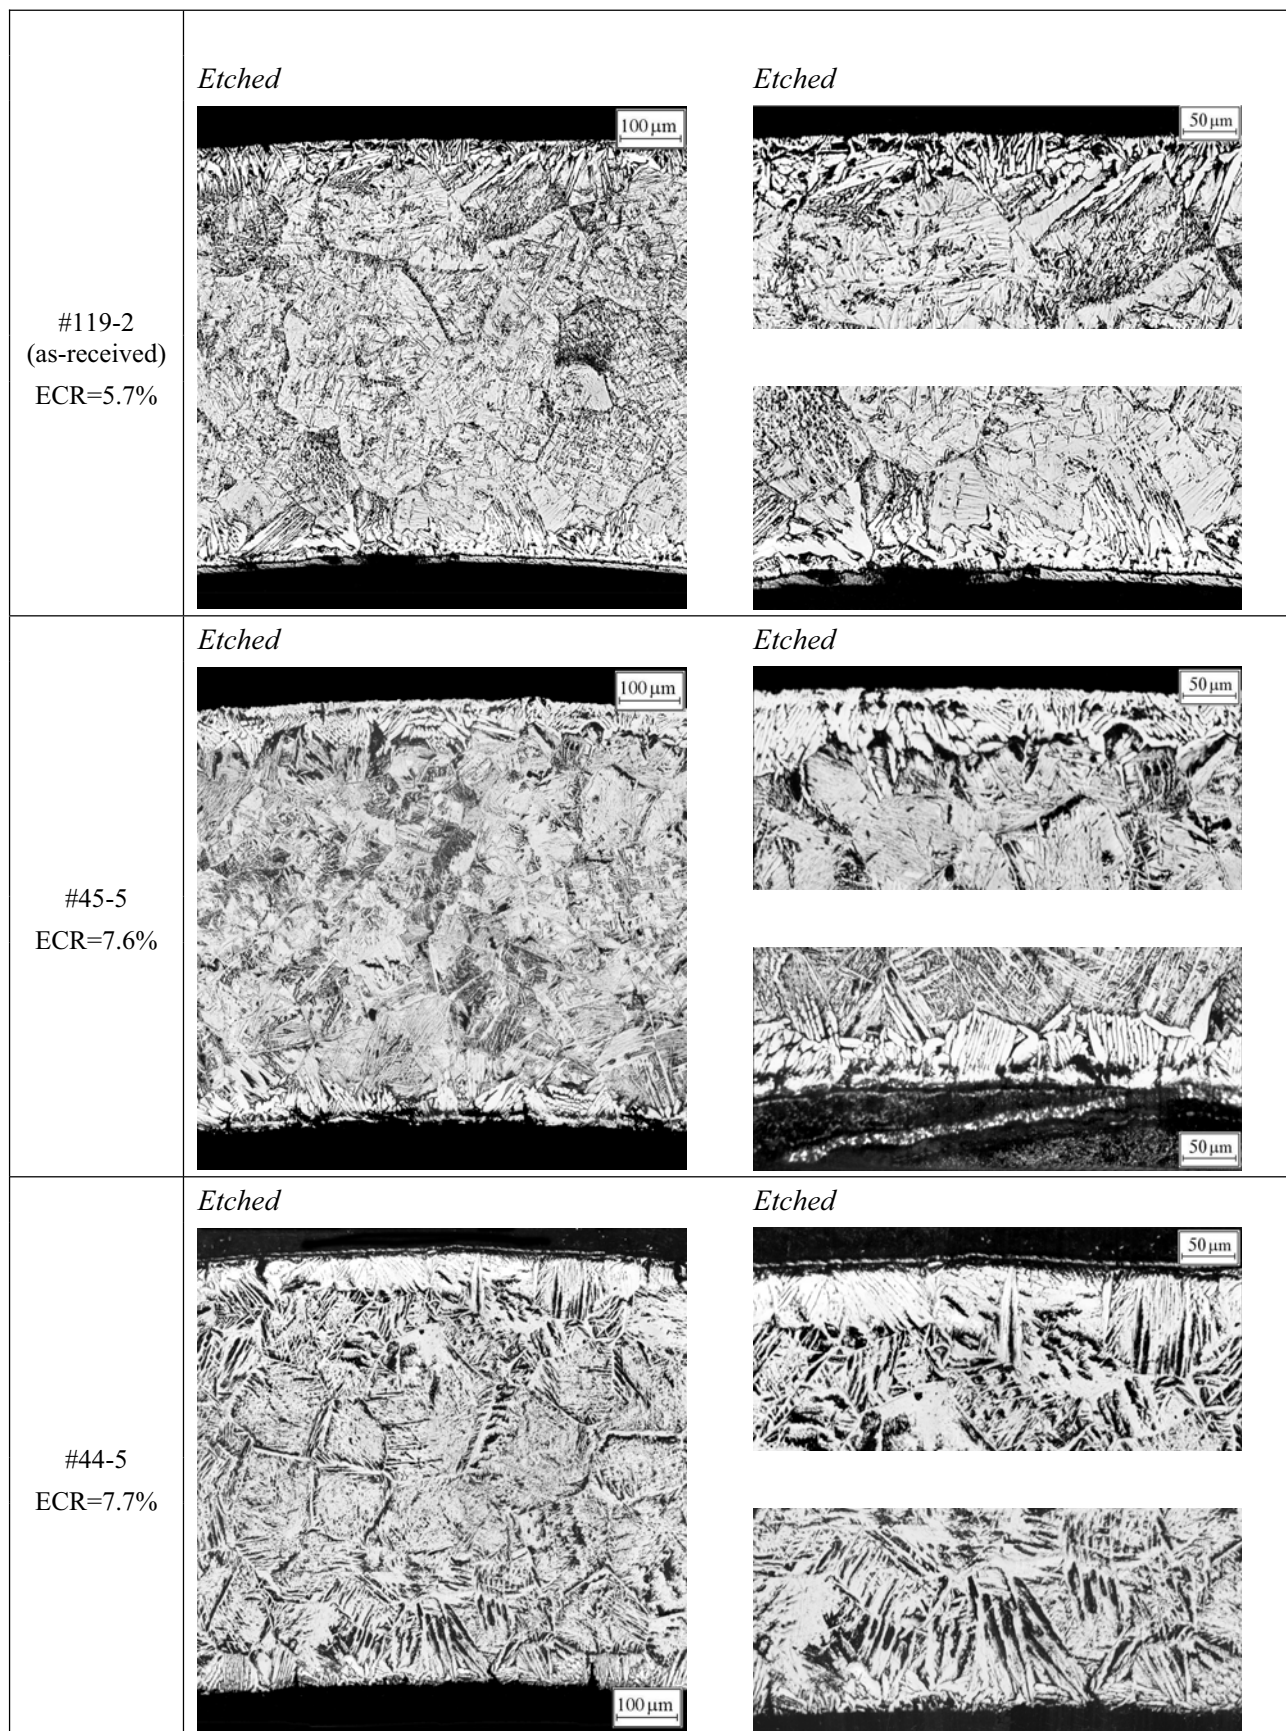 Etched
Etched
100 μm
50 μm
#119-2
(as-received)
ECR=5.7%
Etched
Etched
100 μm
50 μm
#45-5
ECR=7.6%
50 μm
Etched
Etched
50 μm
#44-5
ECR=7.7%
100 μm